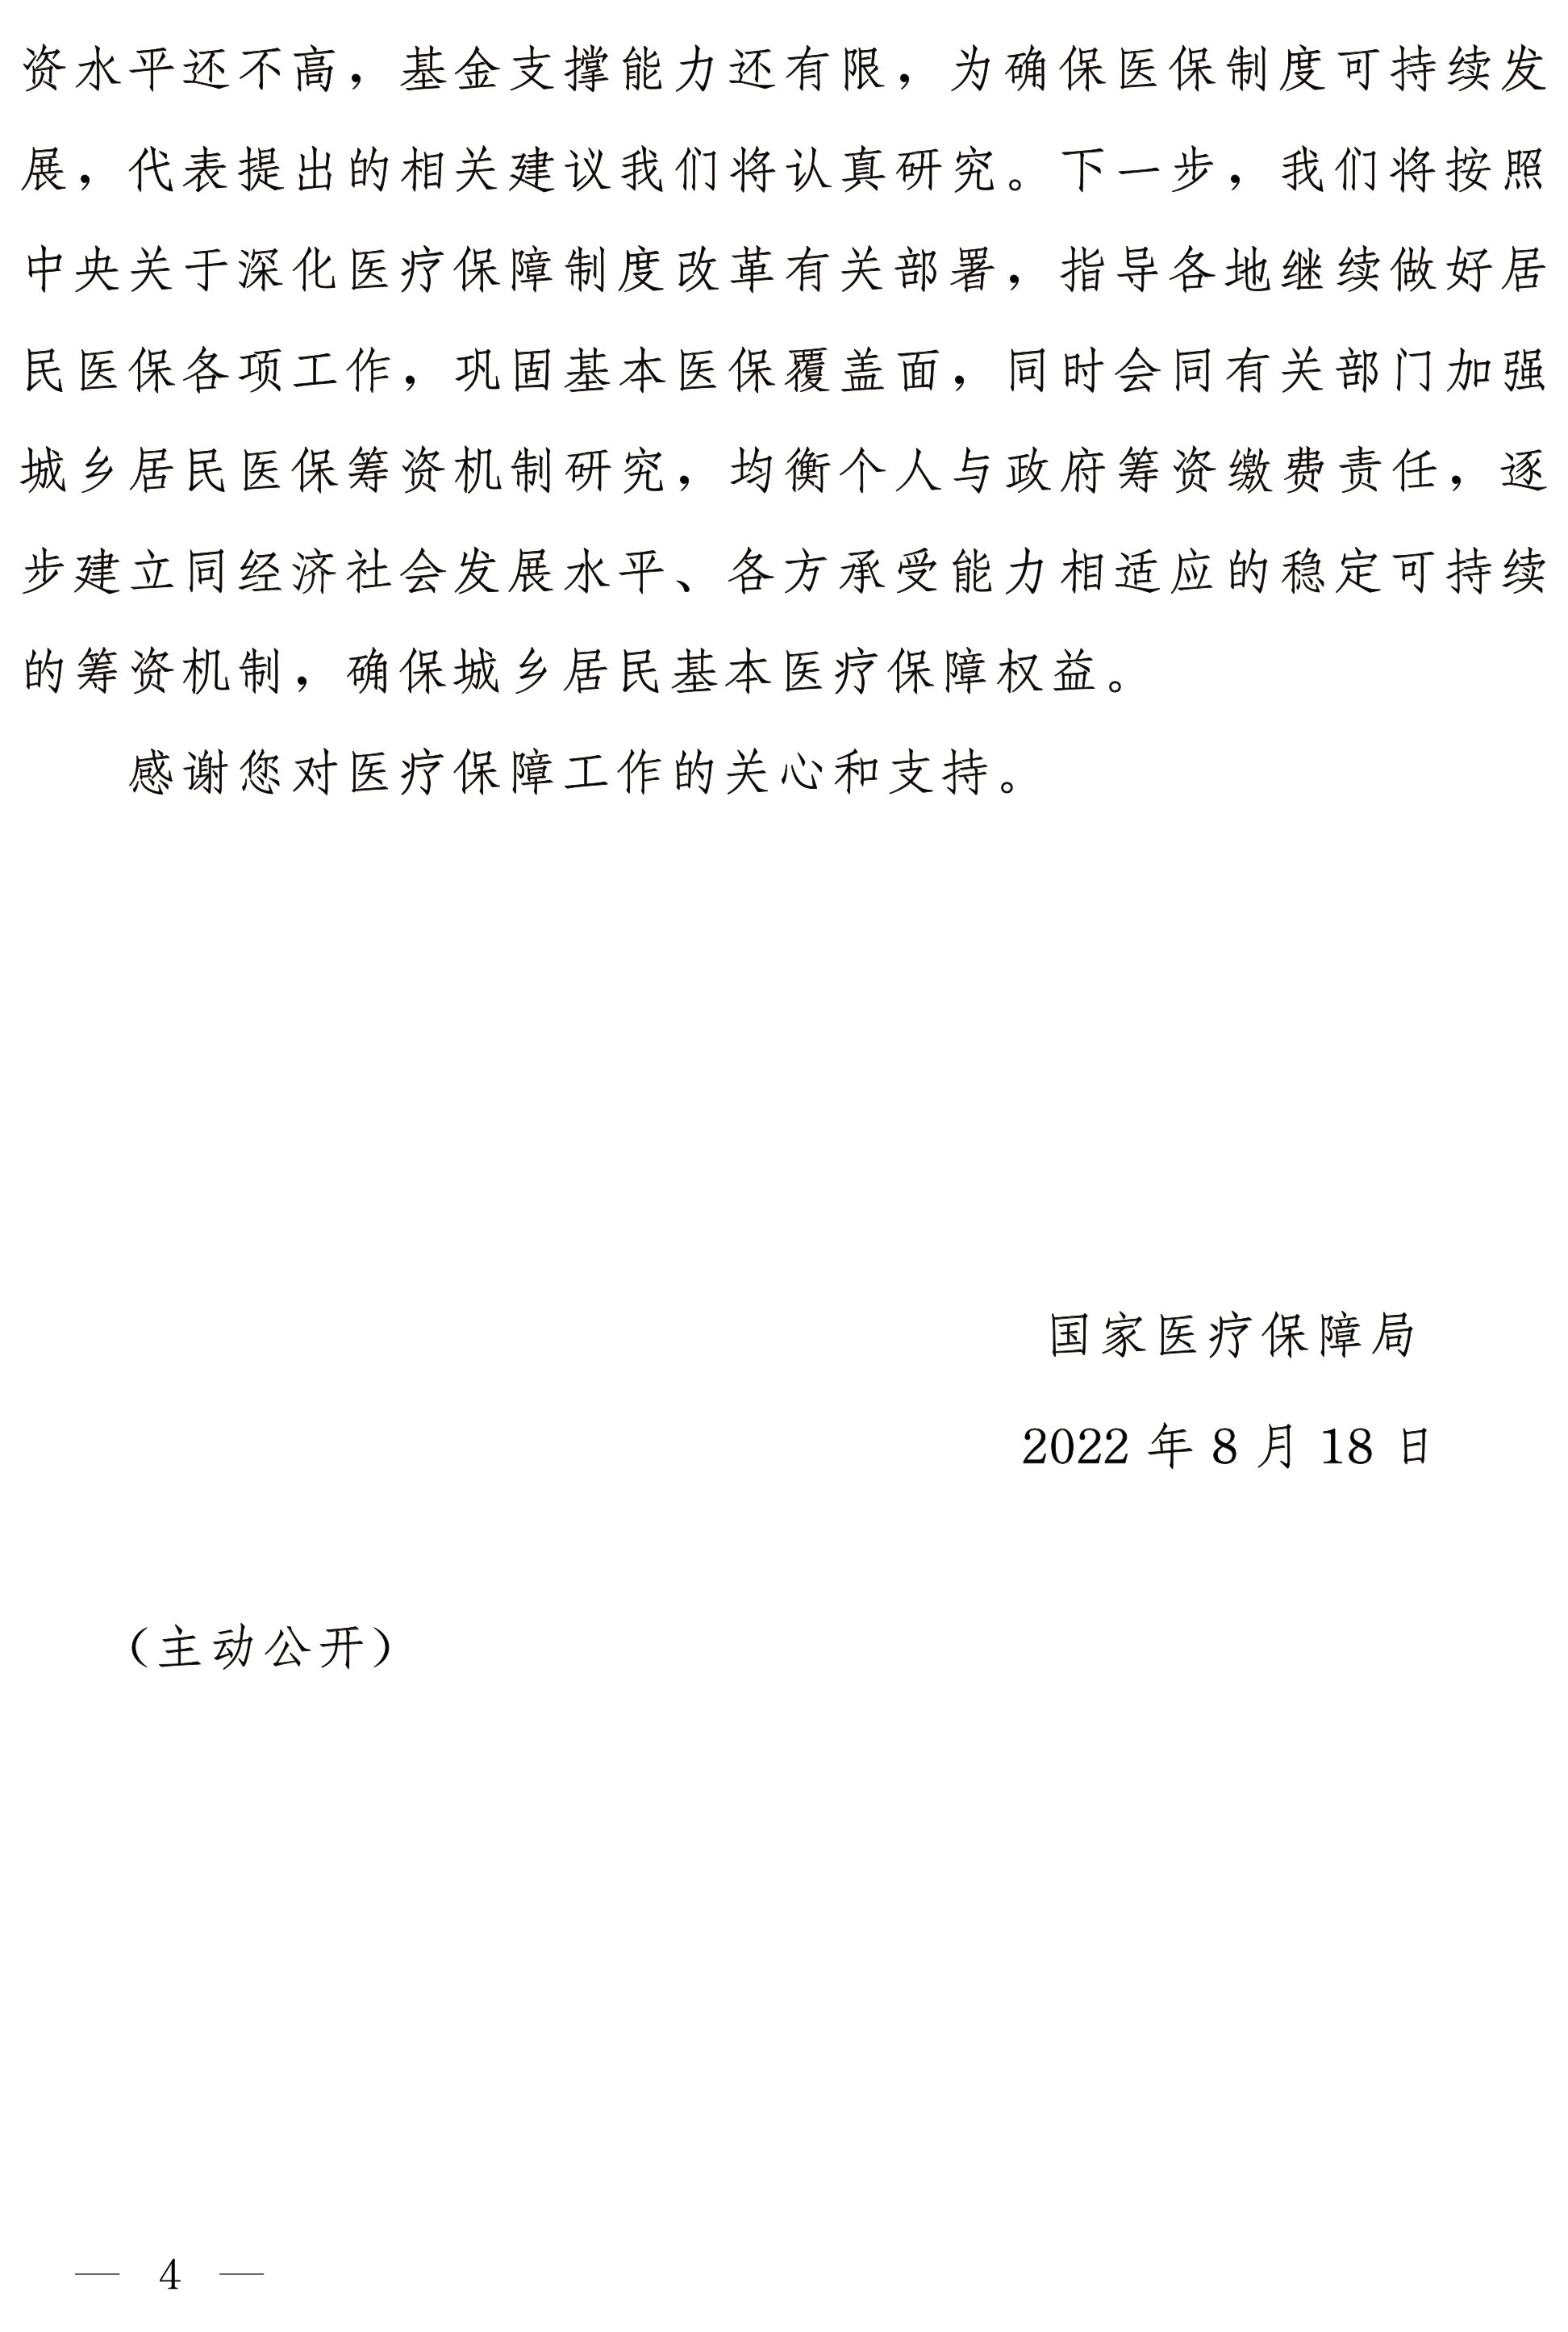 资水平还不高，基金支撑能力还有限，为确保医保制度可持续发
展，代表提出的相关建议我们将认真研究。下一步，我们将按照
中央关于深化医疗保障制度改革有关部署，指导各地继续做好居
民医保各项工作，巩固基本医保覆盖面，同时会同有关部门加强
城乡居民医保筹资机制研究，均衡个人与政府筹资缴费责任，逐
步建立同经济社会发展水平、各方承受能力相适应的稳定可持续
的筹资机制，确保城乡居民基本医疗保障权益。
感谢您对医疗保障工作的关心和支持。
国家医疗保障局
2022 年 8 月 18 日
（主动公开）
— 4 —